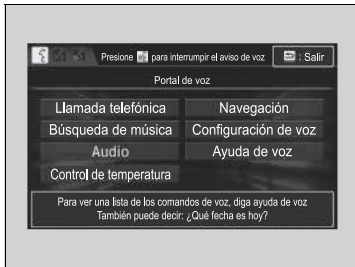 Presione para interrumpir el aviso de voz : Salir
Portal de voz
Llamada telefónica Navegación
Búsqueda de música Configuración de voz
Audio Ayuda de voz
Control de temperatura
Para ver una lista de los comandos de voz, diga ayuda de voz
También puede decir: ¿Qué fecha es hoy?